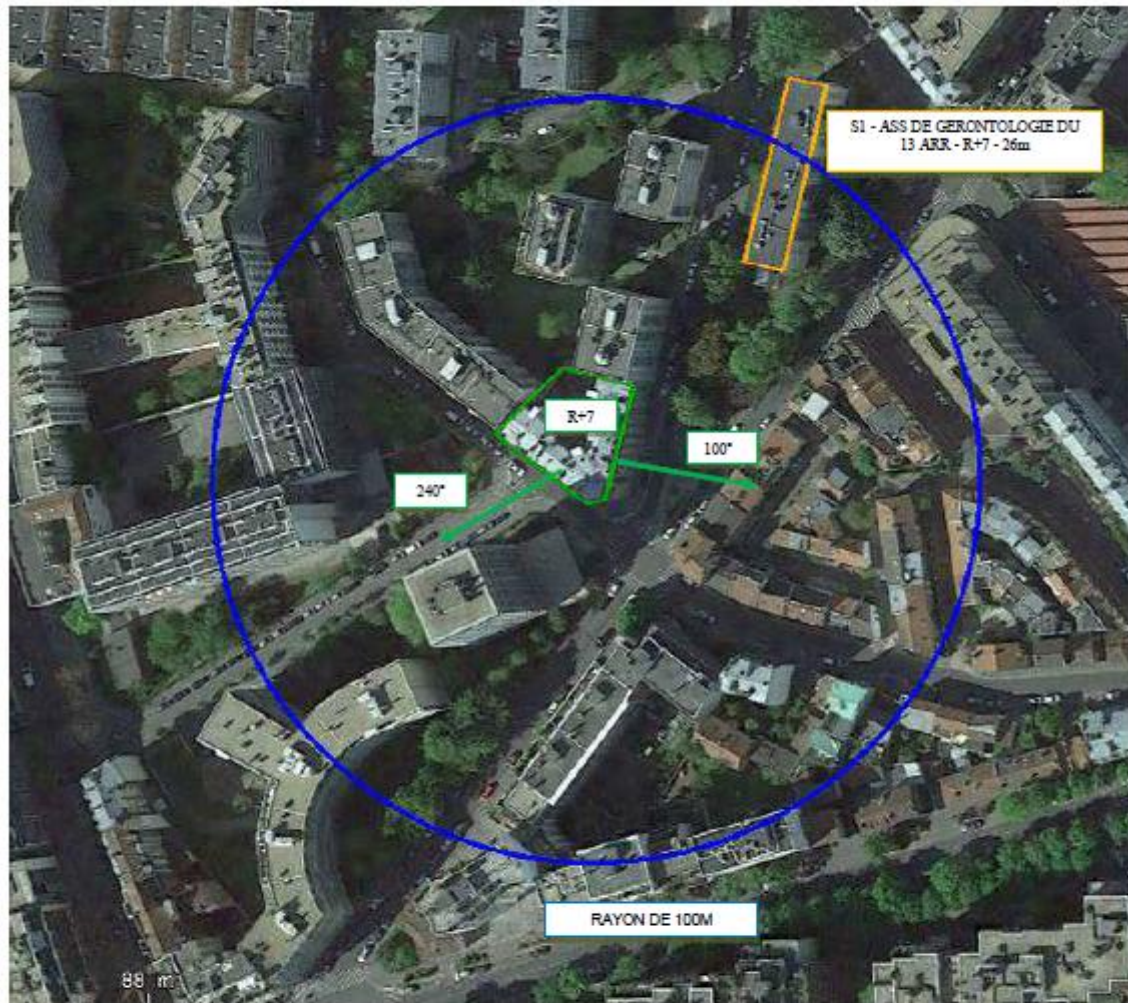 S1 - ASS DE GERONTOLOGIE DU
13 ARR - R+7 - 26m
R+7
100°
240°
RAYON DE 100M
88 m